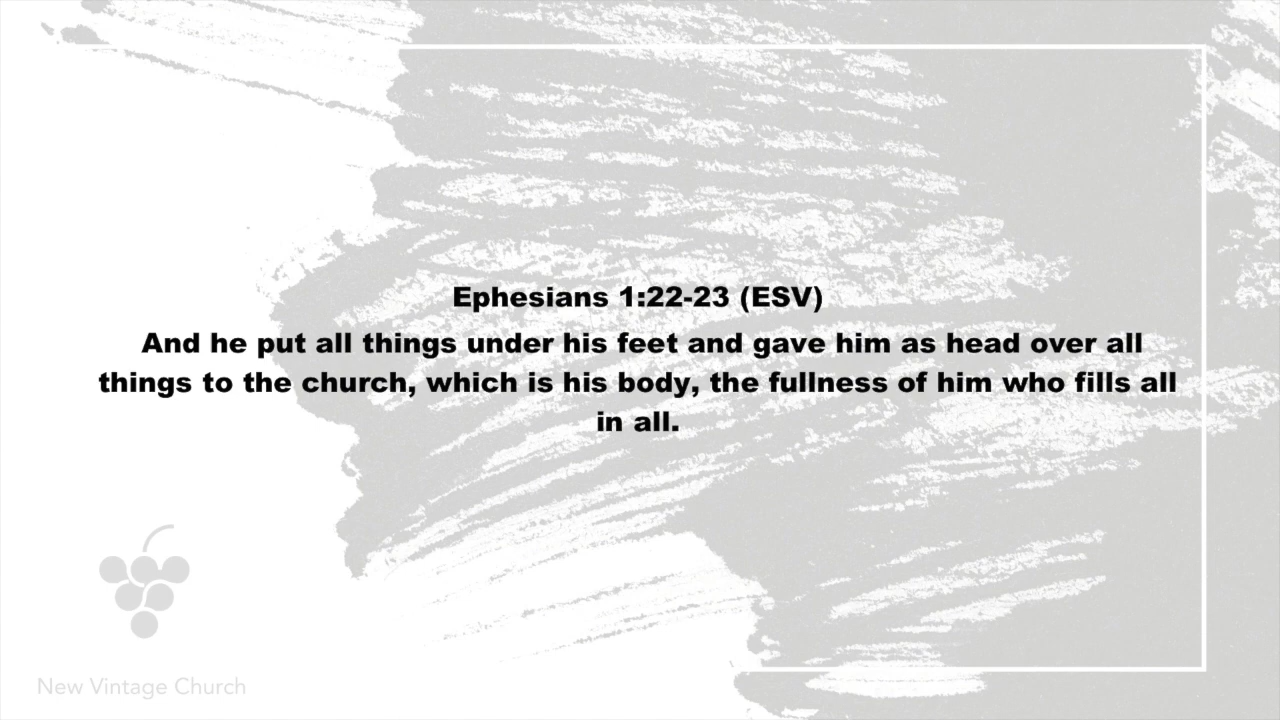 Ephesians 1:22-23 (ESV)
And he put all things under his feet and gave him as head over all
things to the church, which is his body, the fullness of him who fills all
in all.
New Vintage Church